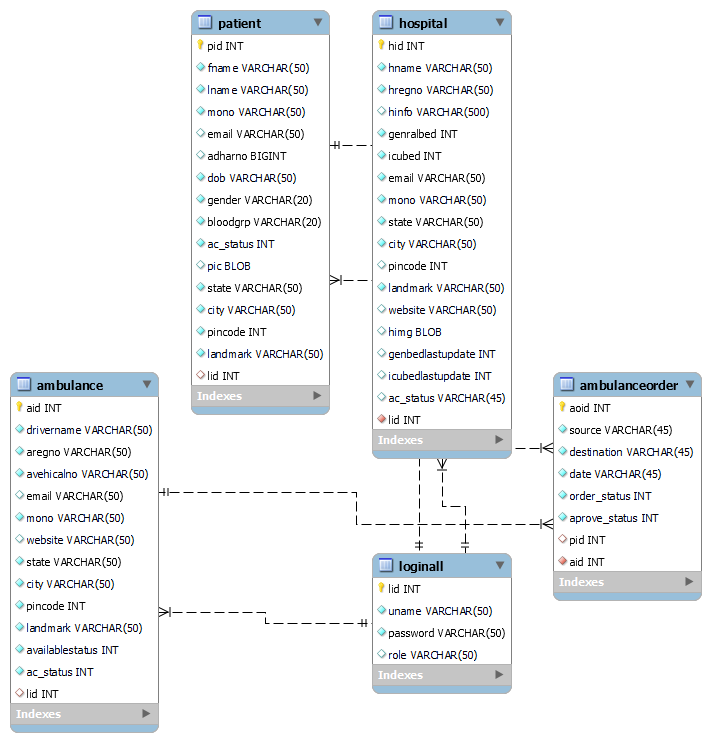 patient
pid INT
fname VARCHAR(50)
lname VARCHAR(50)
mono VARCHAR(50)
email VARCHAR(50)
adharno BIGINT
dob VARCHAR(50)
gender VARCHAR(20)
bloodgrp VARCHAR(20)
ac_status INT
pic BLOB
state VARCHAR(50)
city VARCHAR(50)
pincode INT
landmark VARCHAR(50)
lid INT
Indexes
hospital
hid INT
hname VARCHAR(50)
hregno VARCHAR(50)
hinfo VARCHAR(500)
genralbed INT
icubed INT
email VARCHAR(50)
mono VARCHAR(50)
state VARCHAR(50)
city VARCHAR(50)
pincode INT
landmark VARCHAR(50)
website VARCHAR(50)
himg BLOB
genbedlastupdate INT
icubedlastupdate INT
ac_status VARCHAR(45)
lid INT
Indexes
ambulance
aid INT
drivername VARCHAR(50)
aregno VARCHAR(50)
avehicalno VARCHAR(50)
email VARCHAR(50)
mono VARCHAR(50)
website VARCHAR(50)
state VARCHAR(50)
city VARCHAR(50)
pincode INT
landmark VARCHAR(50)
availablestatus INT
ac_status INT
lid INT
Indexes
ambulanceorder
aoid INT
source VARCHAR(45)
destination VARCHAR(45)
date VARCHAR(45)
order_status INT
aprove_status INT
pid INT
aid INT
Indexes
loginall
lid INT
uname VARCHAR(50)
password VARCHAR(50)
role VARCHAR(50)
Indexes